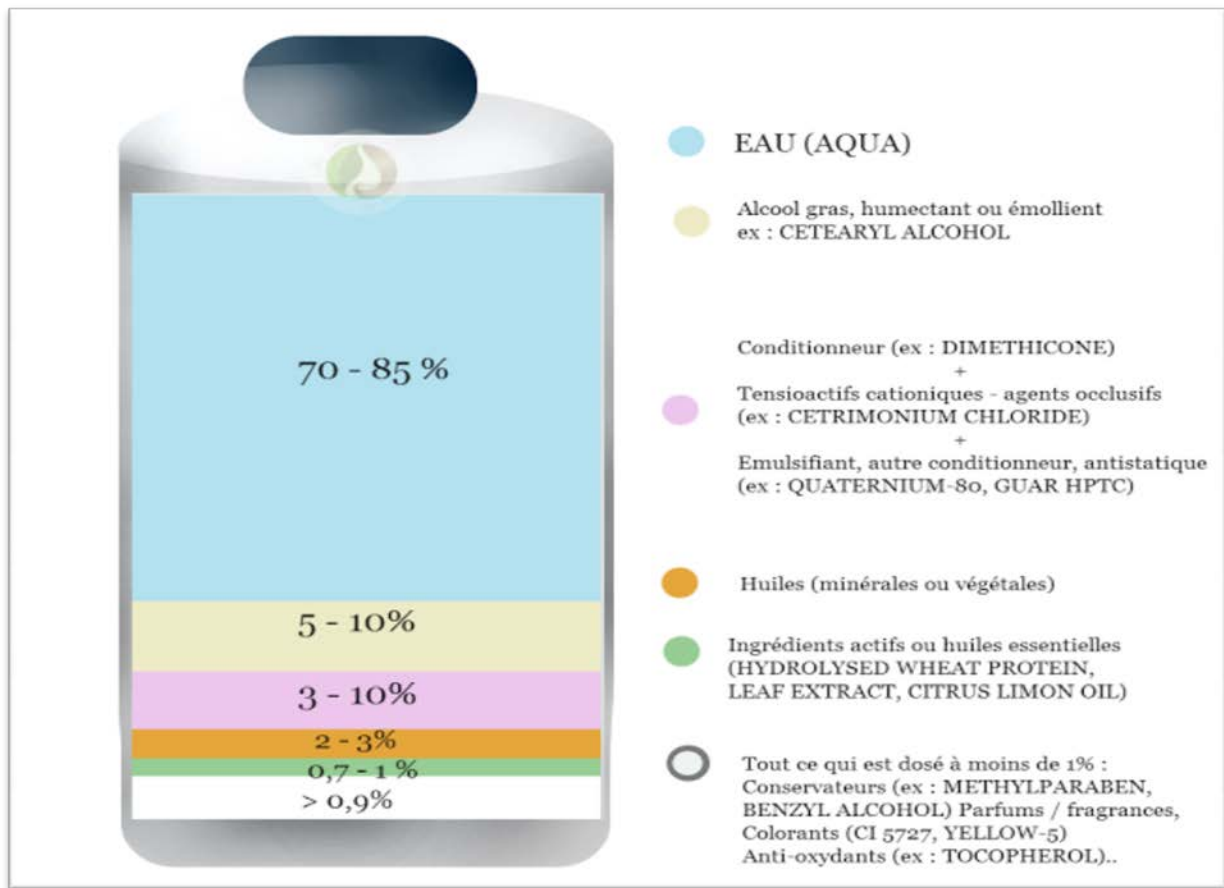 70 - 85 %
5 - 10%
3 - 10%
2 - 3%
0,7 - 1 %
> 0,9%
EAU (AQUA)
Alcool gras, humectant ou émollient
ex : CETEARYL ALCOHOL
Conditionneur (ex : DIMETHICONE)
+
Tensioactifs cationiques - agents occlusifs
(ex : CETRIMONIUM CHLORIDE)
+
Emulsifiant, autre conditionneur, antistatique
(ex : QUATERNIUM-80, GUAR HPTC)
Huiles (minérales ou végétales)
Ingrédients actifs ou huiles essentielles
(HYDROLYSED WHEAT PROTEIN,
LEAF EXTRACT, CITRUS LIMON OIL)
Tout ce qui est dosé à moins de 1% :
Conservateurs (ex : METHYLPARABEN,
BENZYL ALCOHOL) Parfums / fragrances,
Colorants (CI 5727, YELLOW-5)
Anti-oxydants (ex : TOCOPHEROL)..